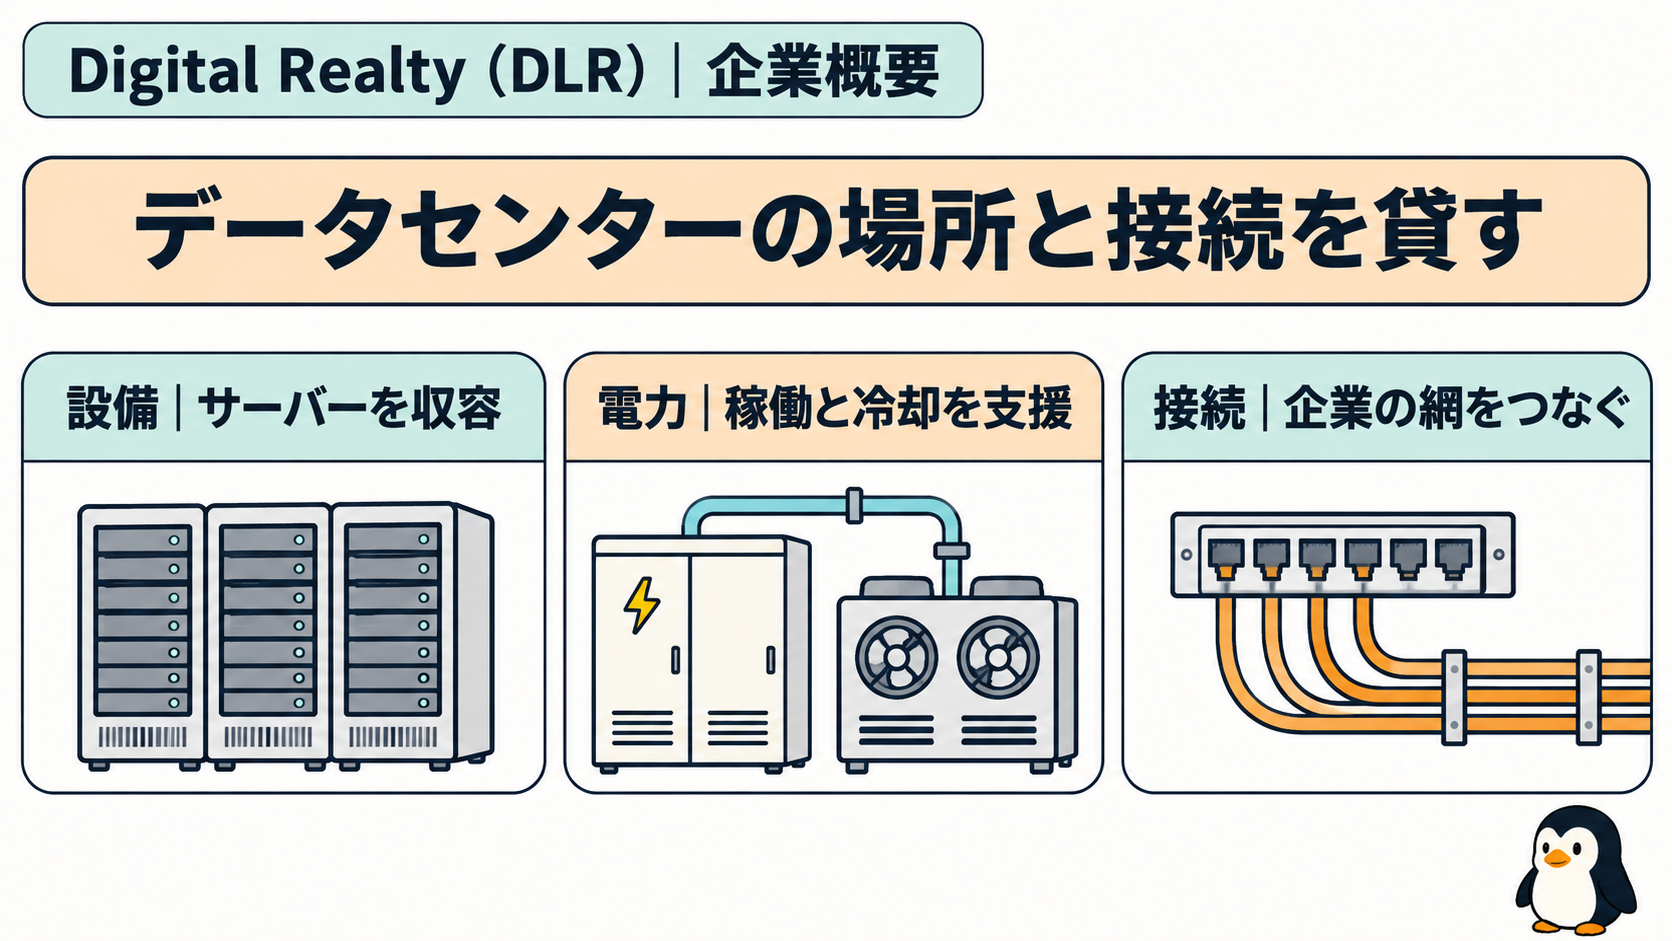 Digital Realty（DLR）｜企業概要
データセンターの場所と接続を貸す
設備｜サーバーを収容
電力｜稼働と冷却を支援
接続｜企業の網をつなぐ